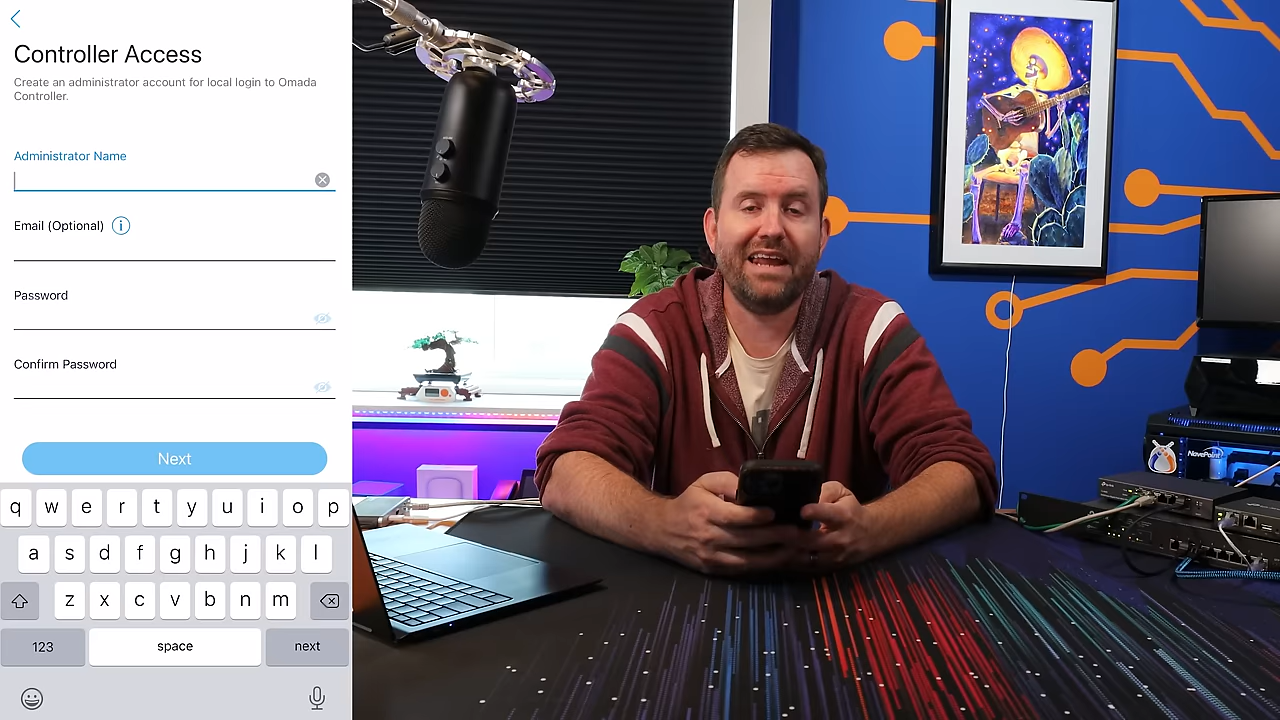 Controller Access
Create an administrator account for local login to Omada
Controller.
Administrator Name
Email (Optional)
Password
Confirm Password
Next
q w e r t y u i o p
a s d f g h j k l
z x c v b n m
123 space next
NavePoint